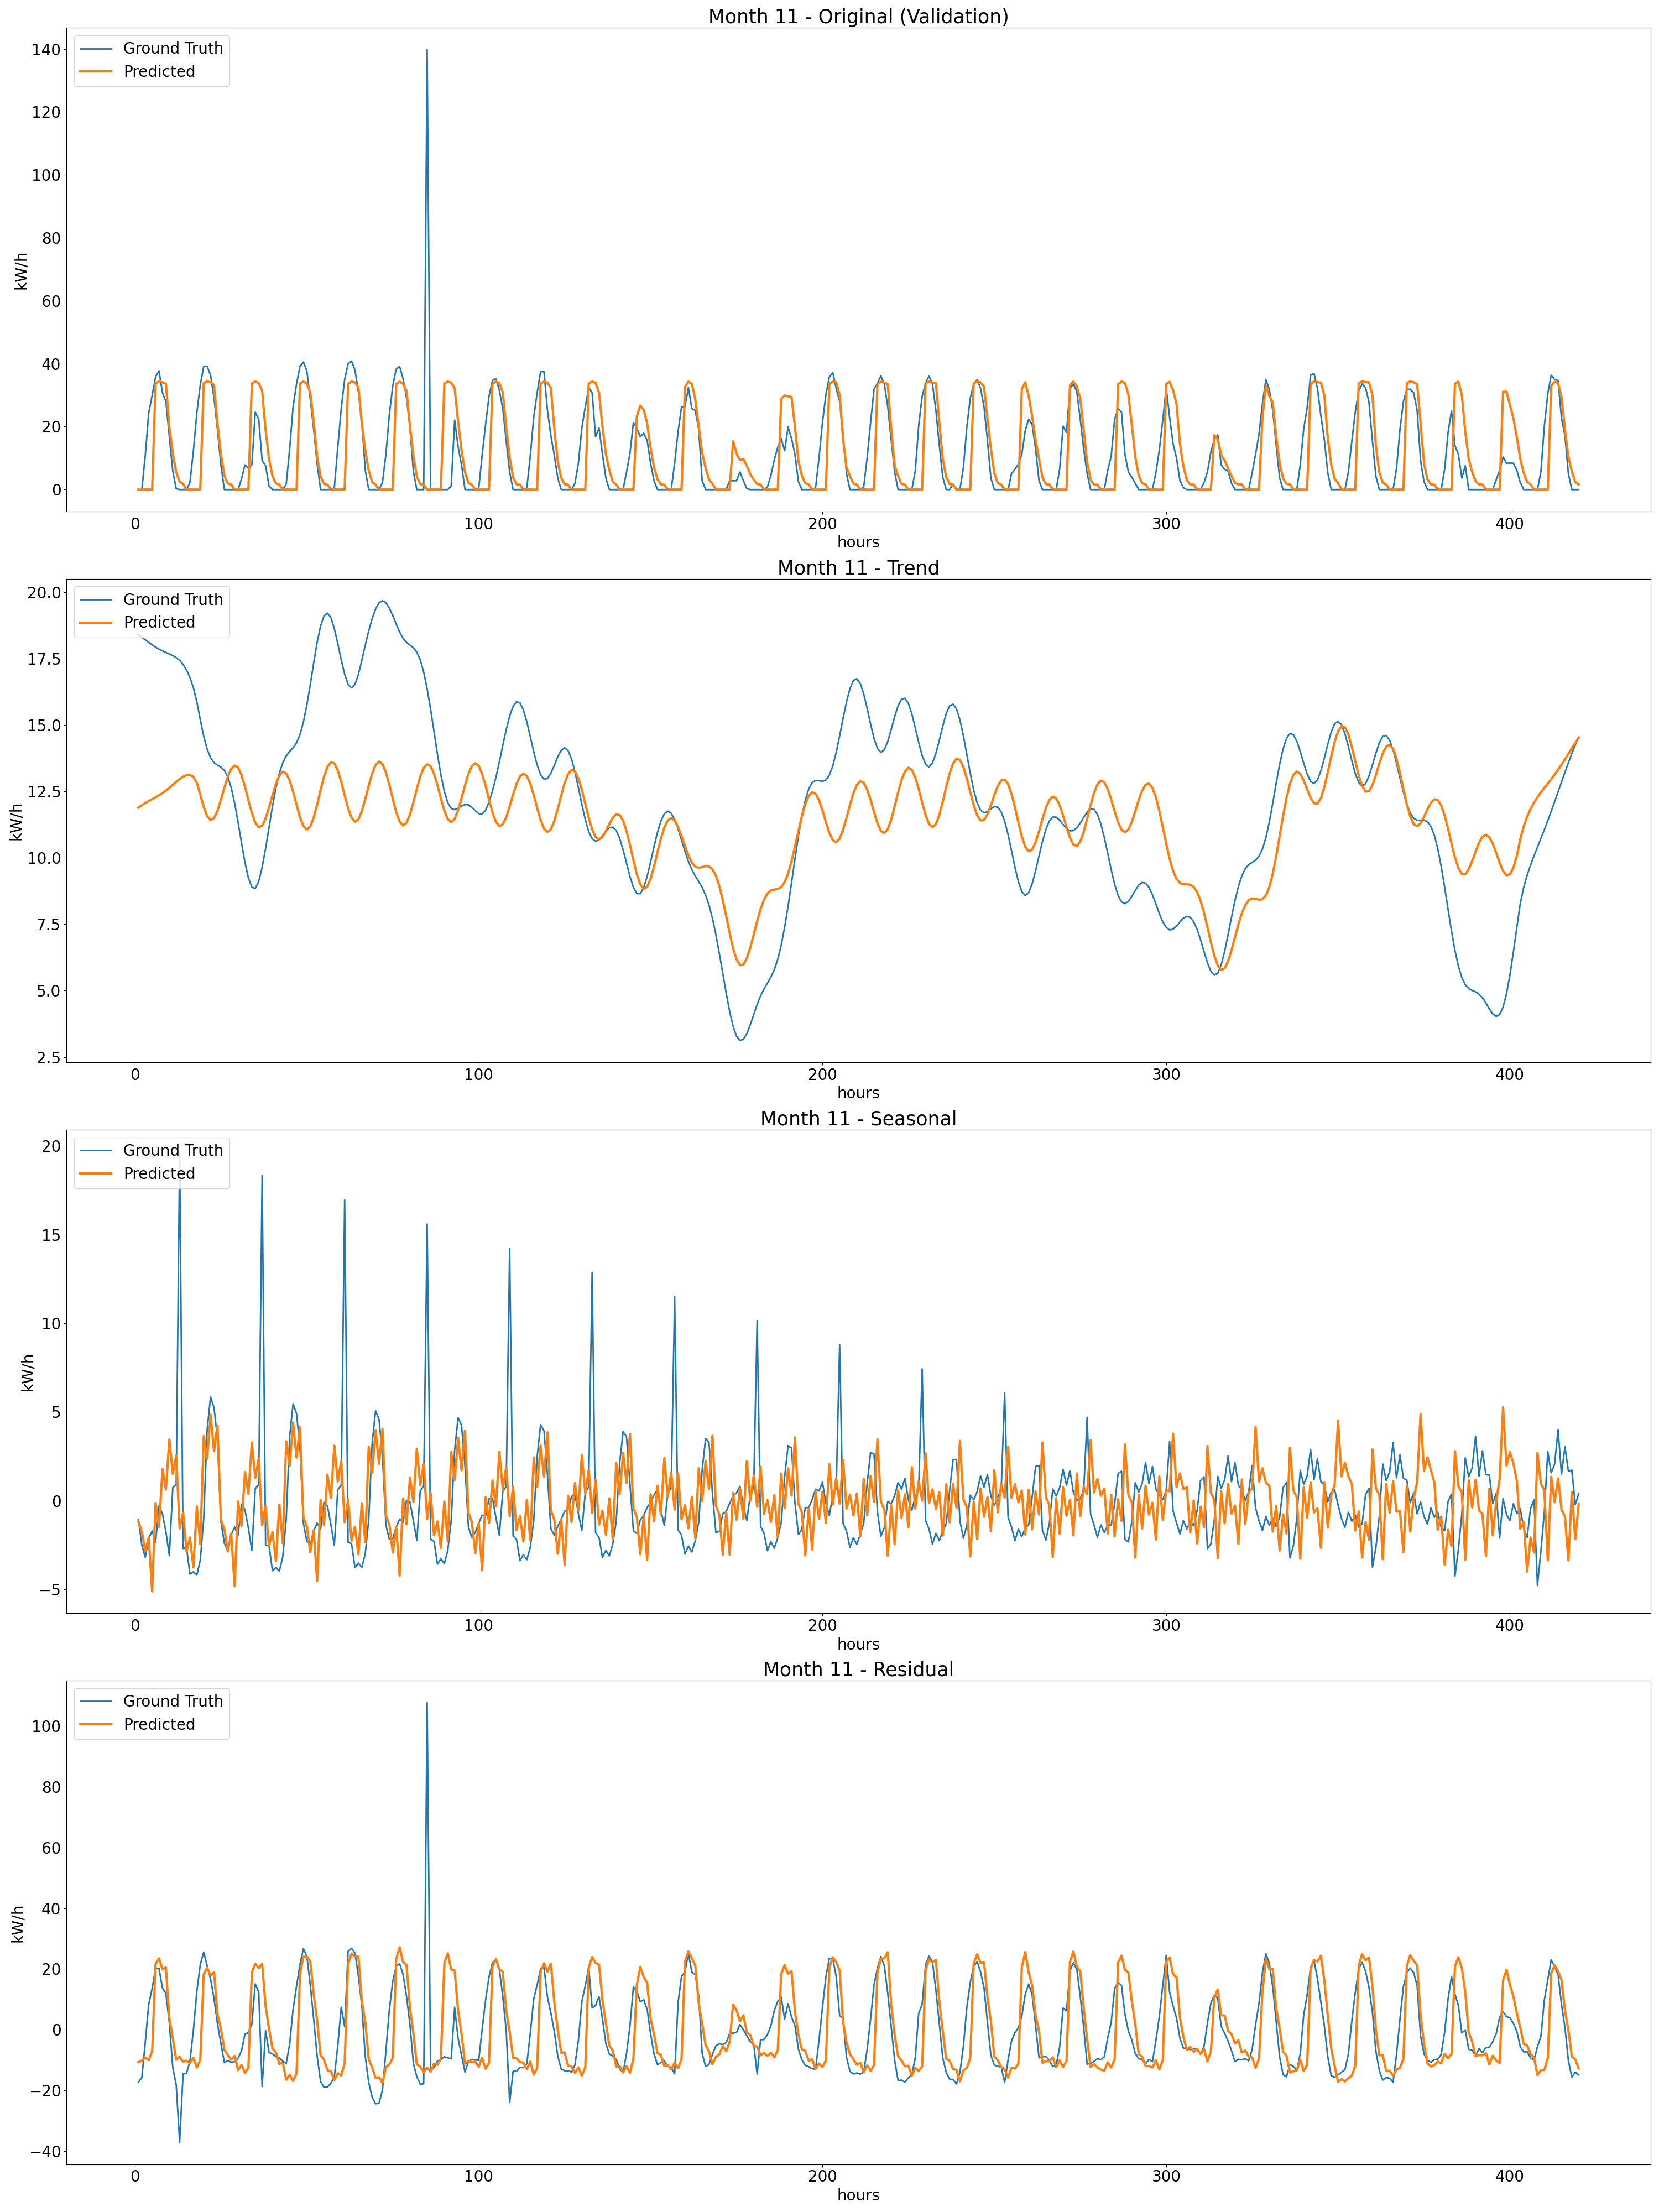 Month 11 - Original (Validation)
Ground Truth
Predicted
140
120
100
80
60
40
20
0
kW/h
0 100 200 300 400
hours
Month 11 - Trend
Ground Truth
Predicted
20.0
17.5
15.0
12.5
10.0
7.5
5.0
2.5
kW/h
0 100 200 300 400
hours
Month 11 - Seasonal
Ground Truth
Predicted
20
15
10
5
0
−5
kW/h
0 100 200 300 400
hours
Month 11 - Residual
Ground Truth
Predicted
100
80
60
40
20
0
−20
−40
kW/h
0 100 200 300 400
hours